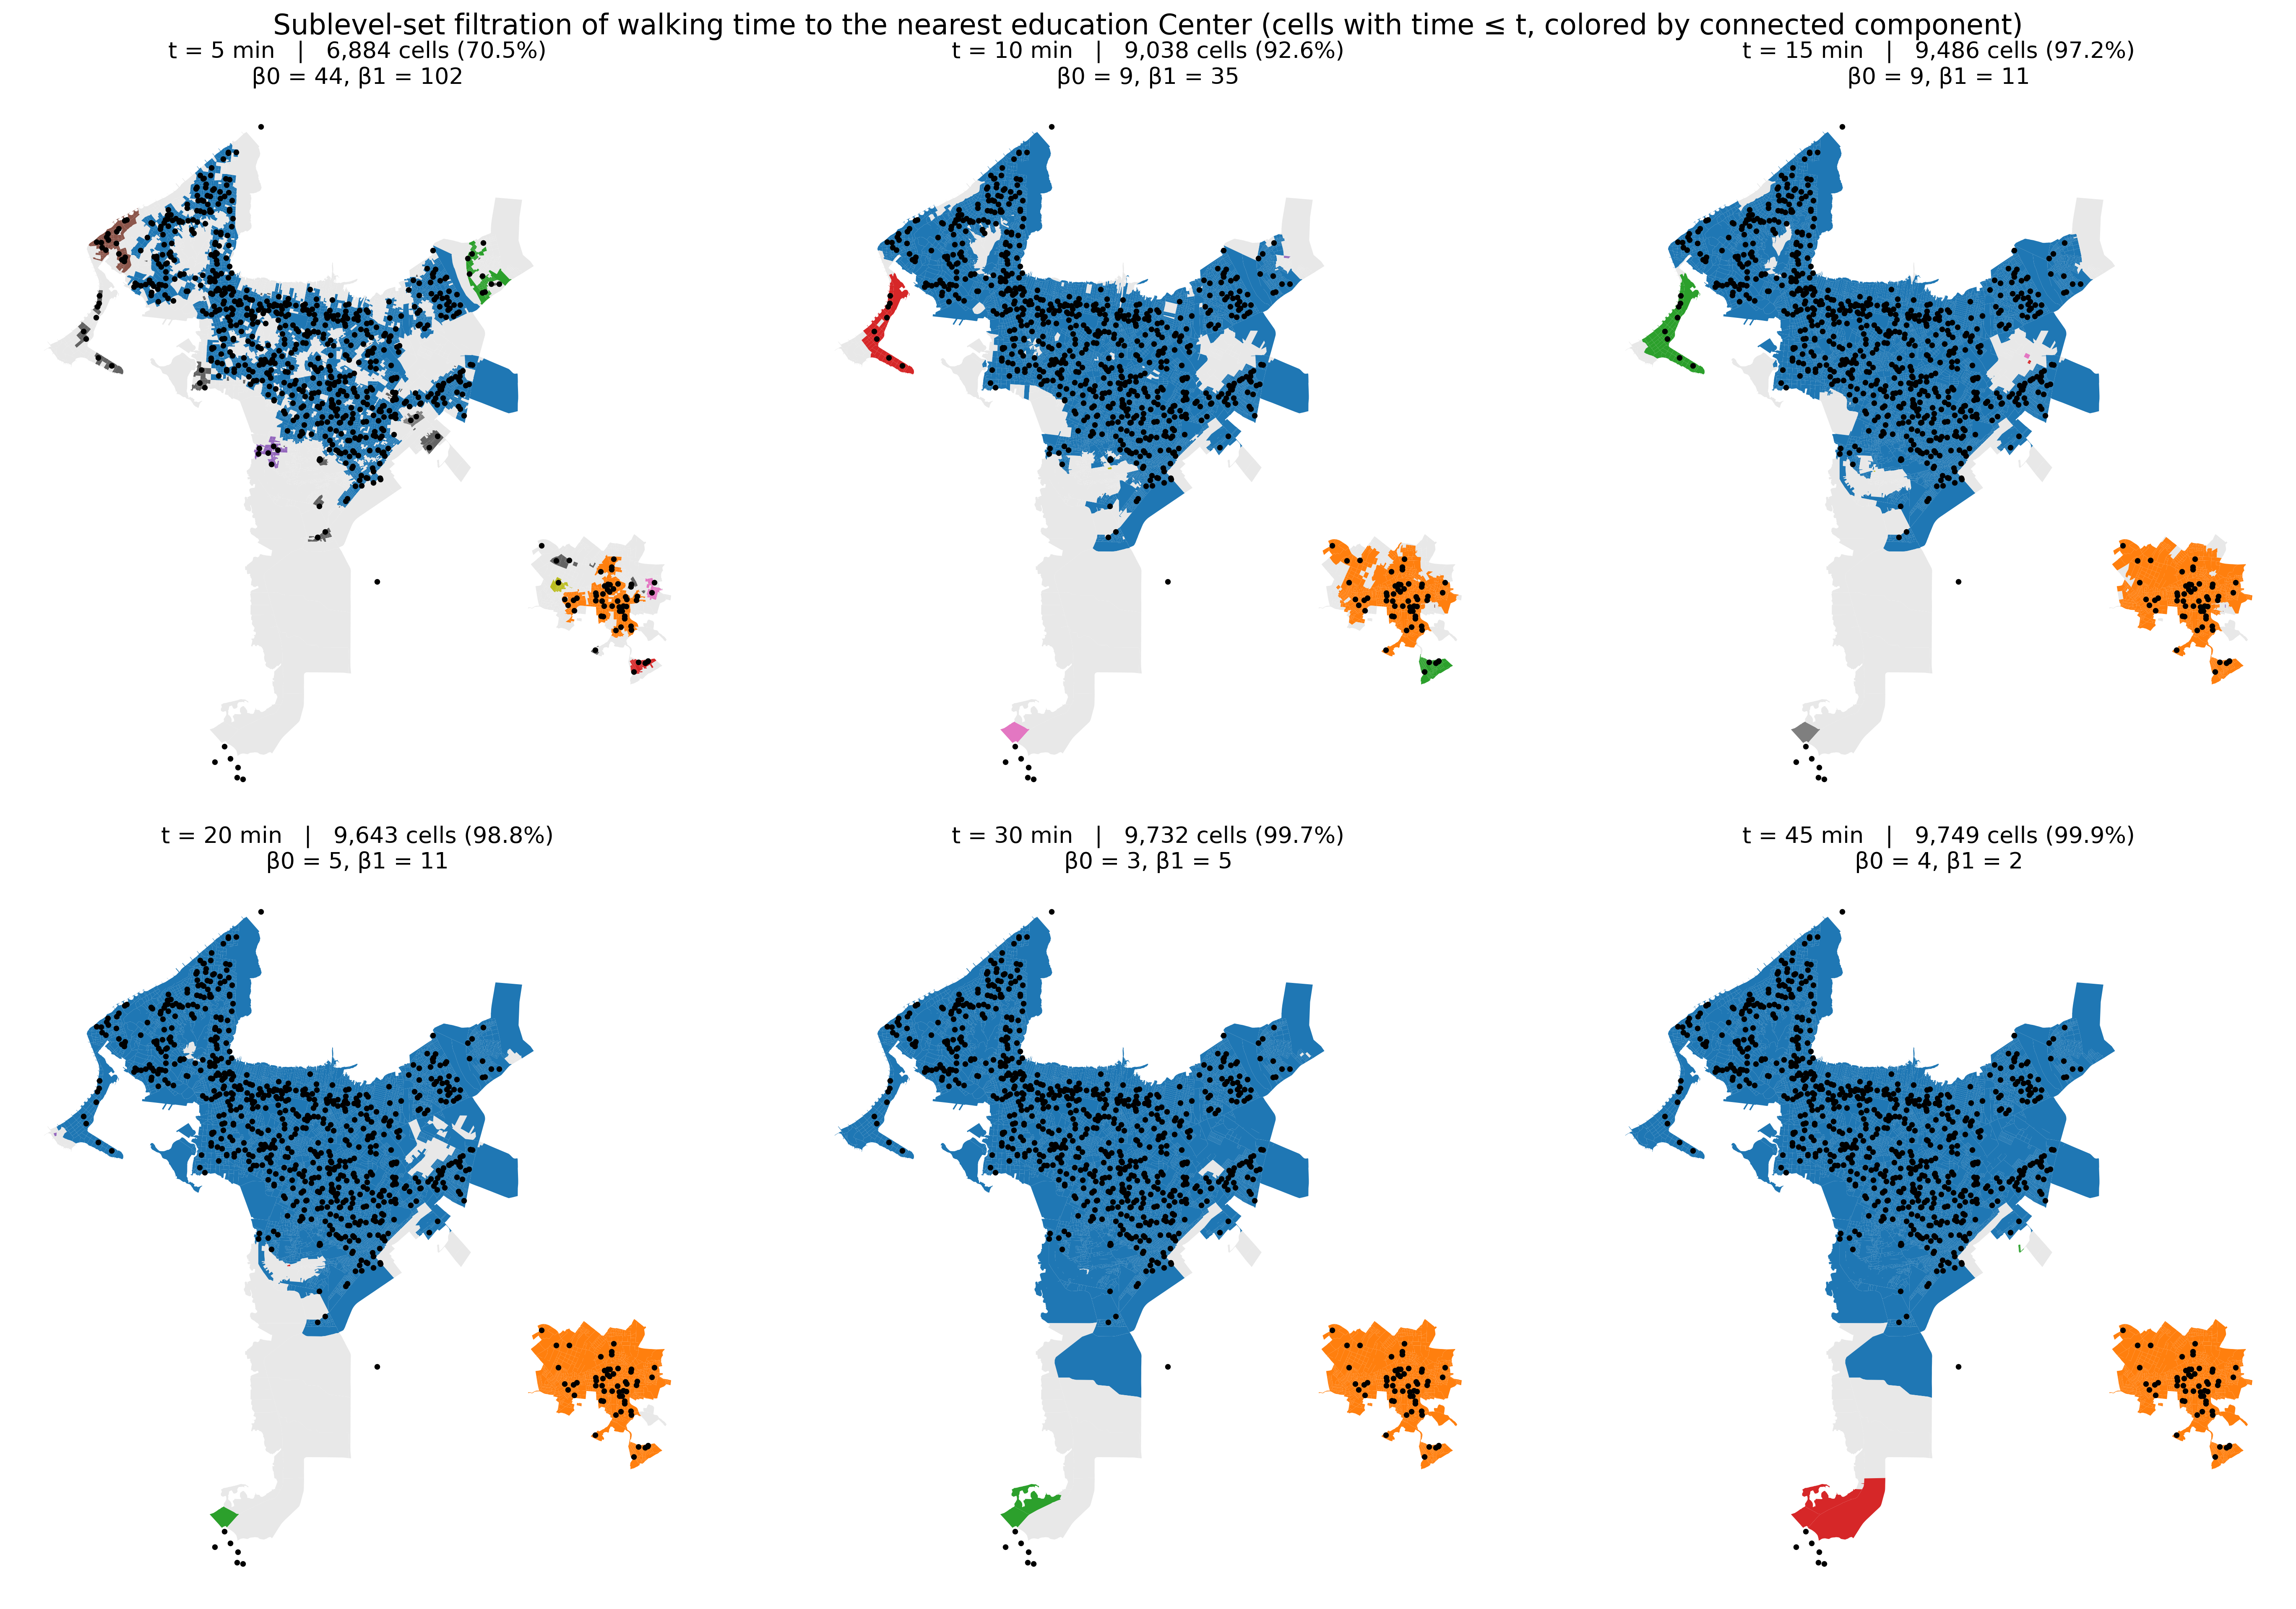 Sublevel-set filtration of walking time to the nearest education Center (cells with time ≤ t, colored by connected component)
t = 5 min | 6,884 cells (70.5%)
β0 = 44, β1 = 102
t = 10 min | 9,038 cells (92.6%)
β0 = 9, β1 = 35
t = 15 min | 9,486 cells (97.2%)
β0 = 9, β1 = 11
t = 20 min | 9,643 cells (98.8%)
β0 = 5, β1 = 11
t = 30 min | 9,732 cells (99.7%)
β0 = 3, β1 = 5
t = 45 min | 9,749 cells (99.9%)
β0 = 4, β1 = 2